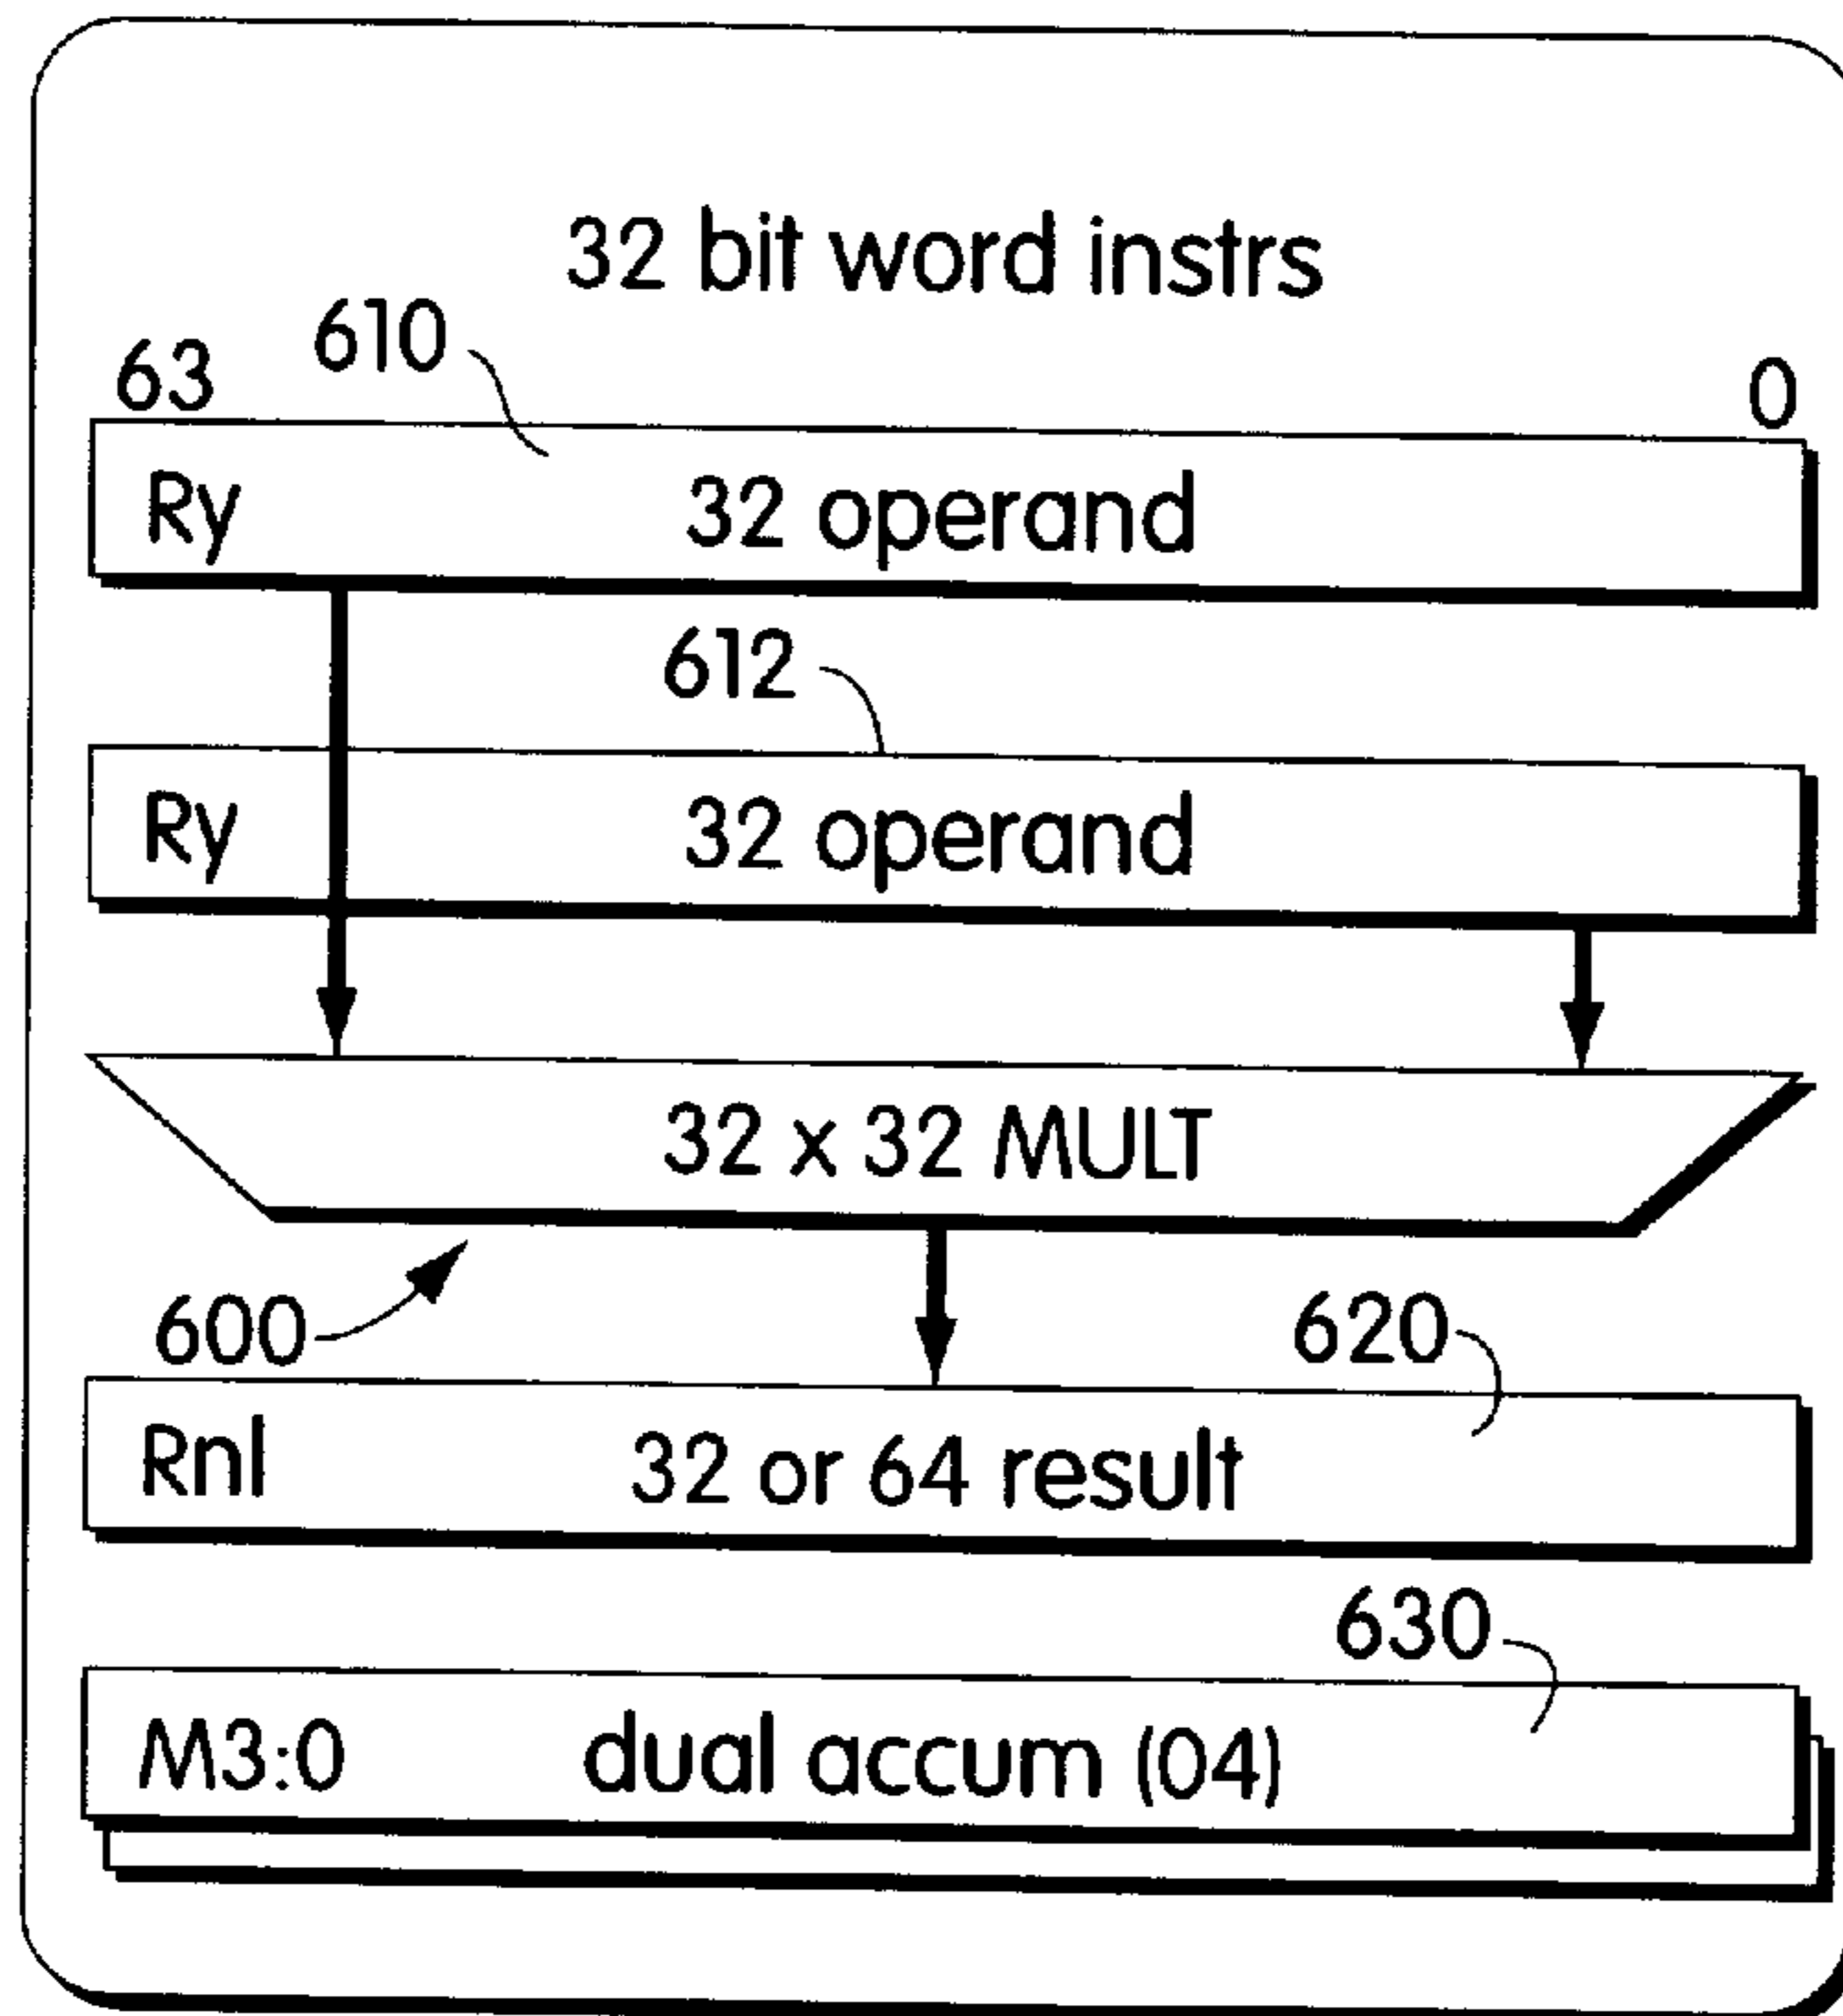 32 bit word instrs
610
63
0
Ry 32 operand
612
Ry 32 operand
32 x 32 MULT
600
620
Rnl 32 or 64 result
630
M3:0 dual accum (04)